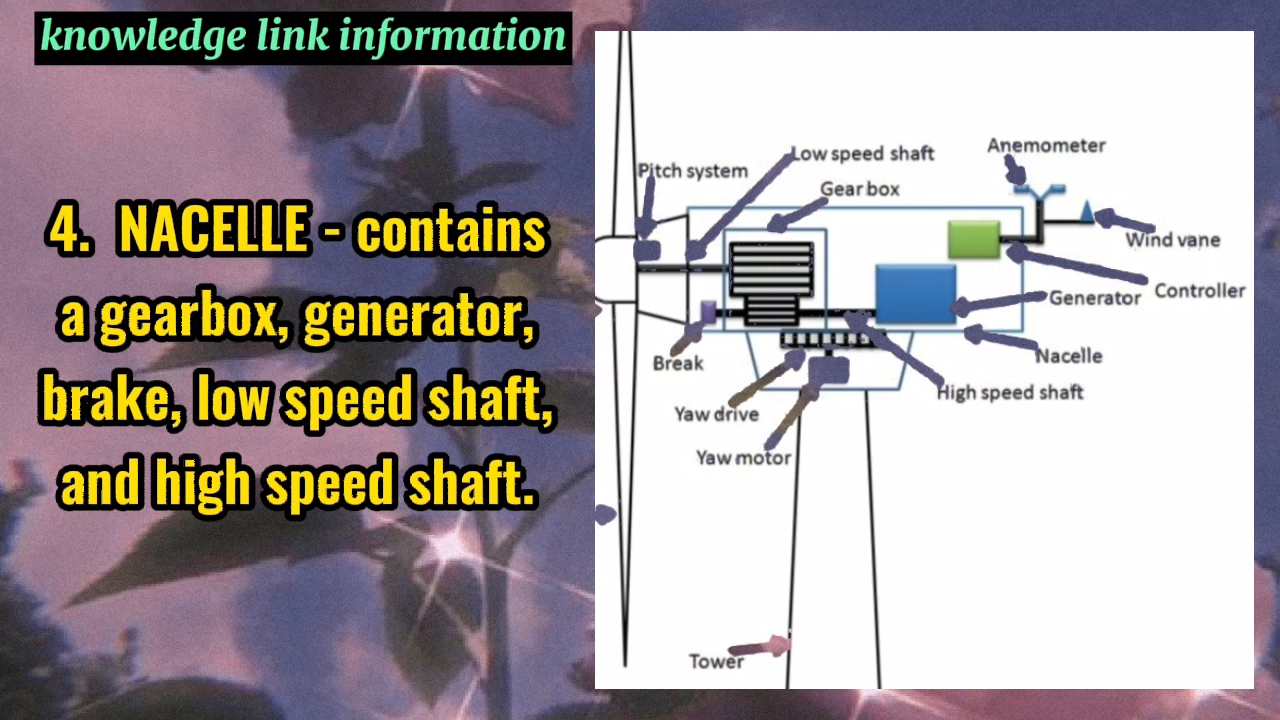 knowledge link information
4. NACELLE - contains
a gearbox, generator,
brake, low speed shaft,
and high speed shaft.
Anemometer
Low speed shaft
Pitch system
Gear box
Wind vane
Controller
Generator
Nacelle
Break
High speed shaft
Yaw drive
Yaw motor
Tower